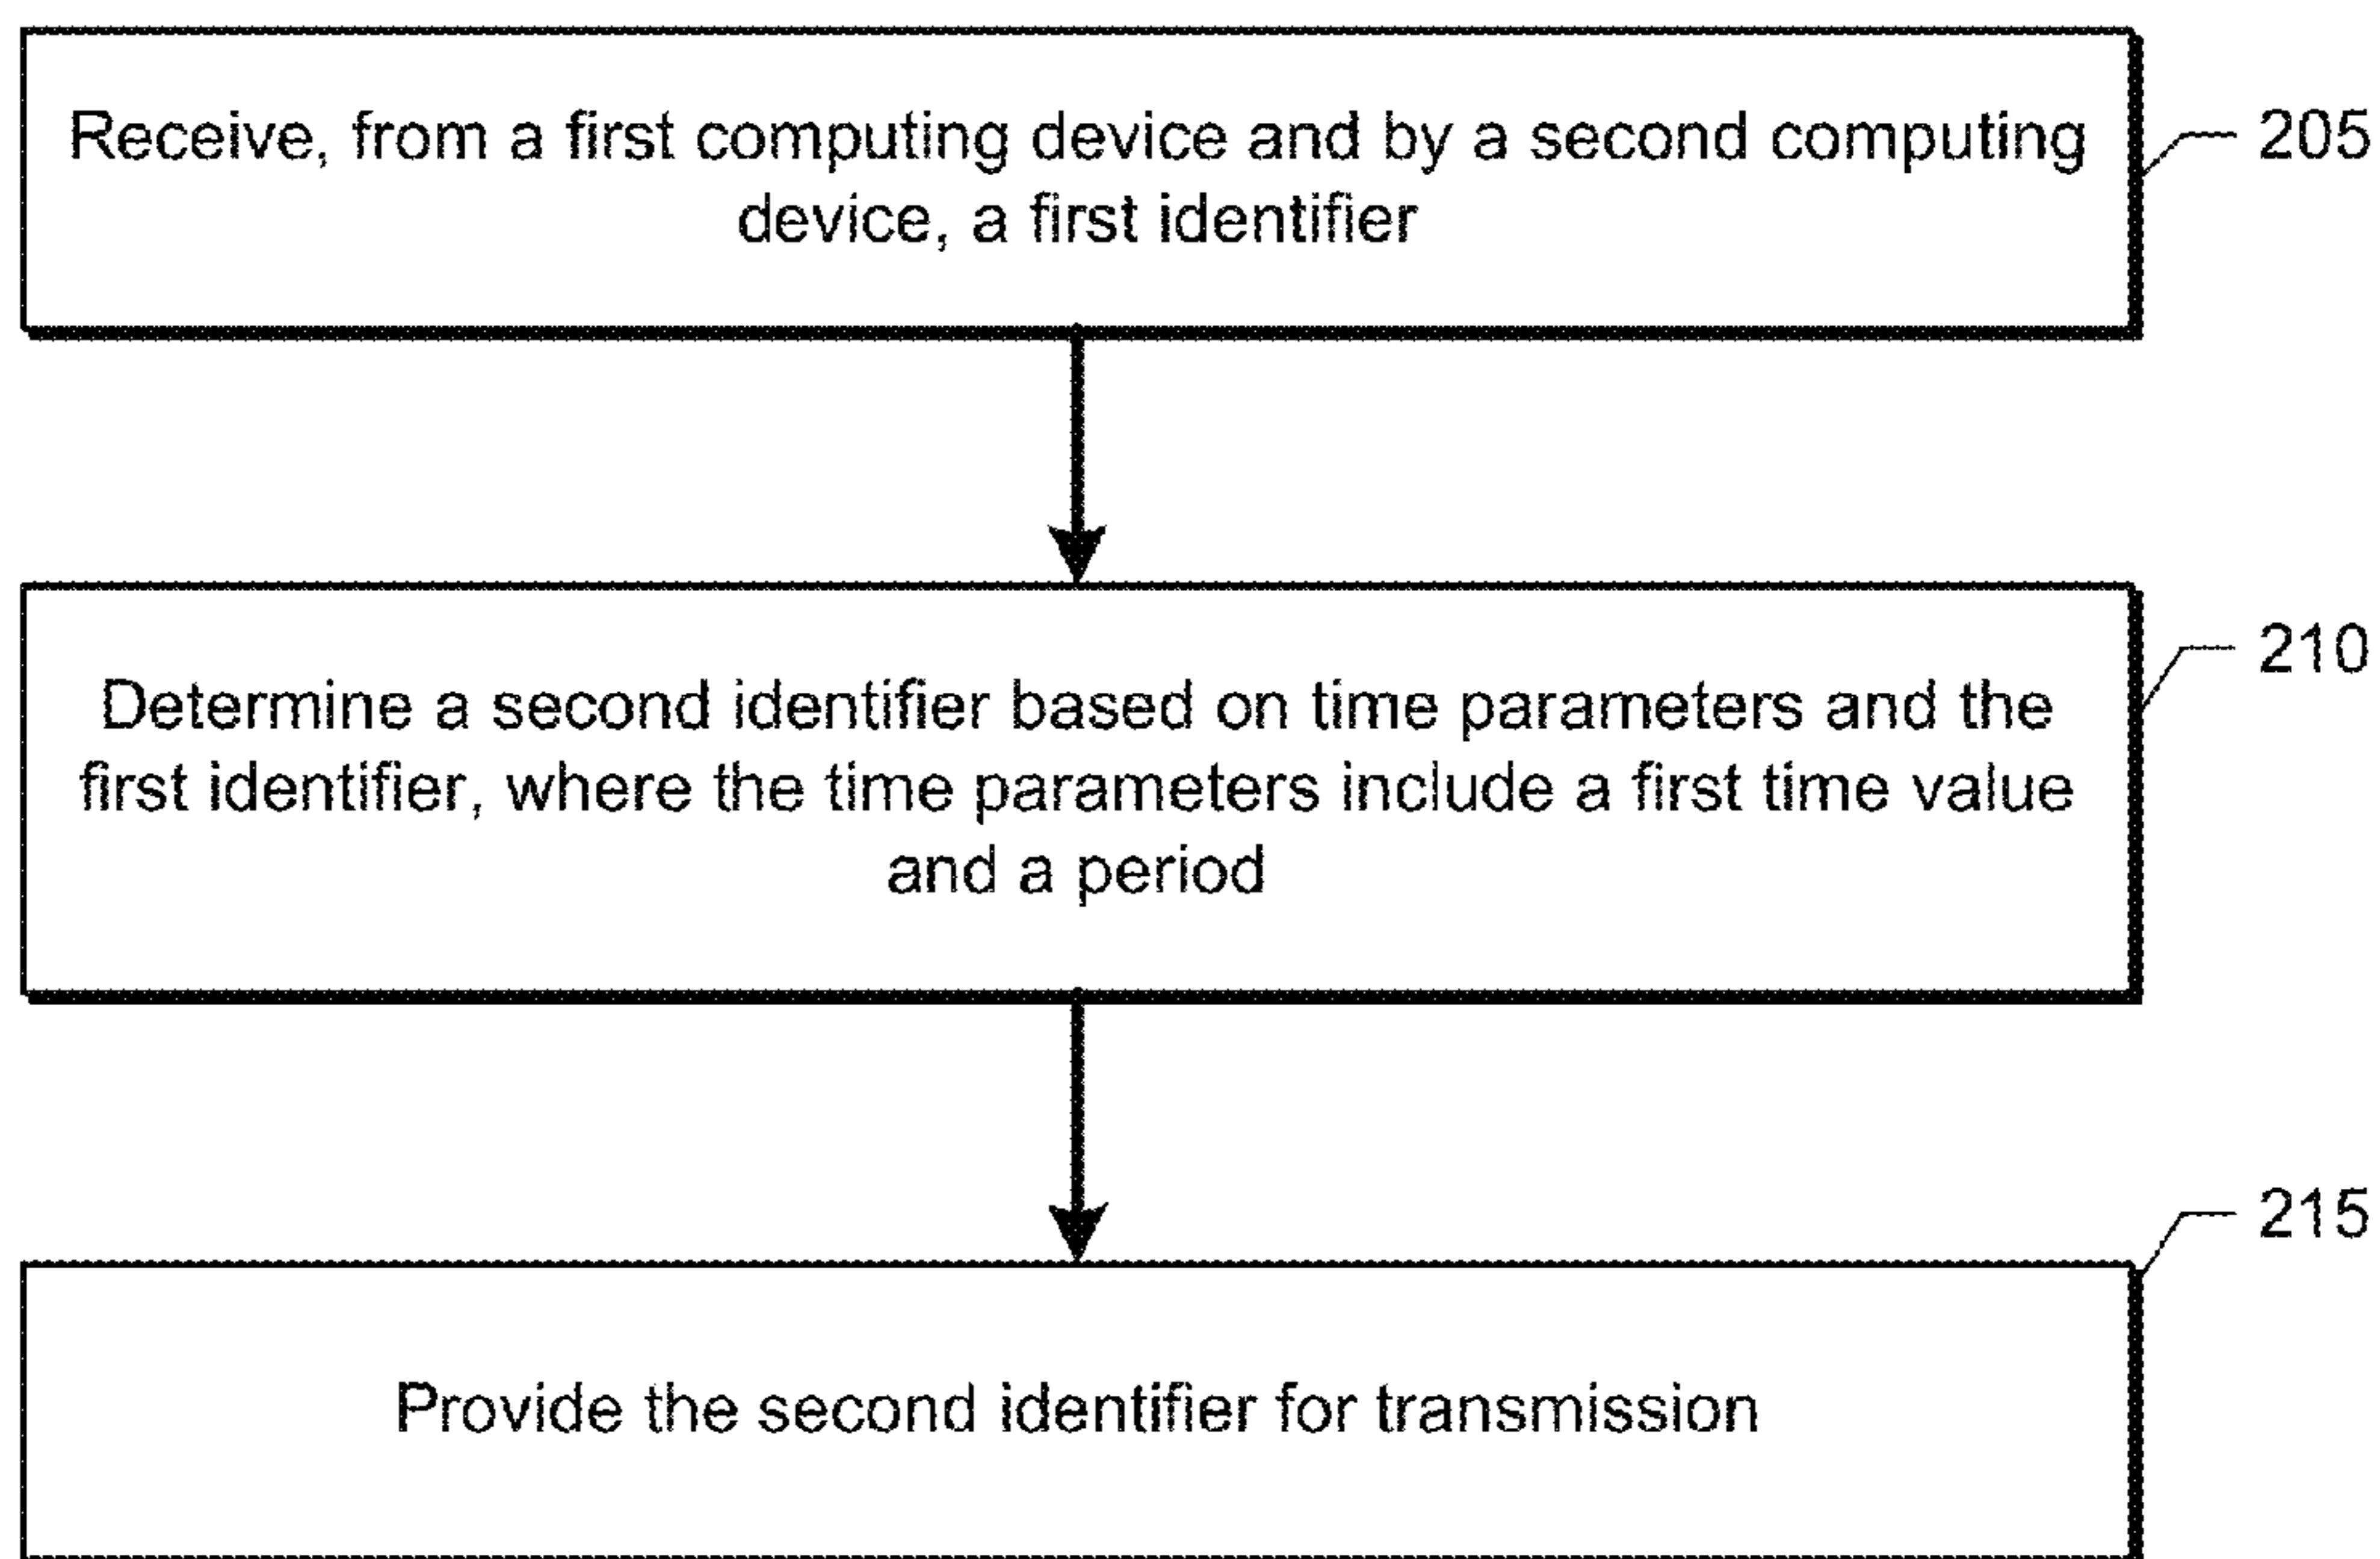 Receive, from a first computing device and by a second computing
device, a first identifier
205
Determine a second identifier based on time parameters and the
first identifier, where the time parameters include a first time value
and a period
210
Provide the second identifier for transmission
215